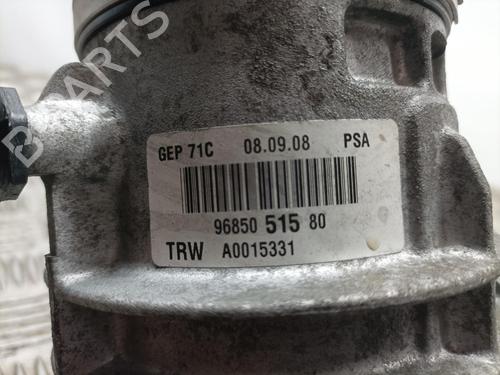 B PARTS
GEP 71C 08.09.08 PSA
96850 515 80
TRW A0015331